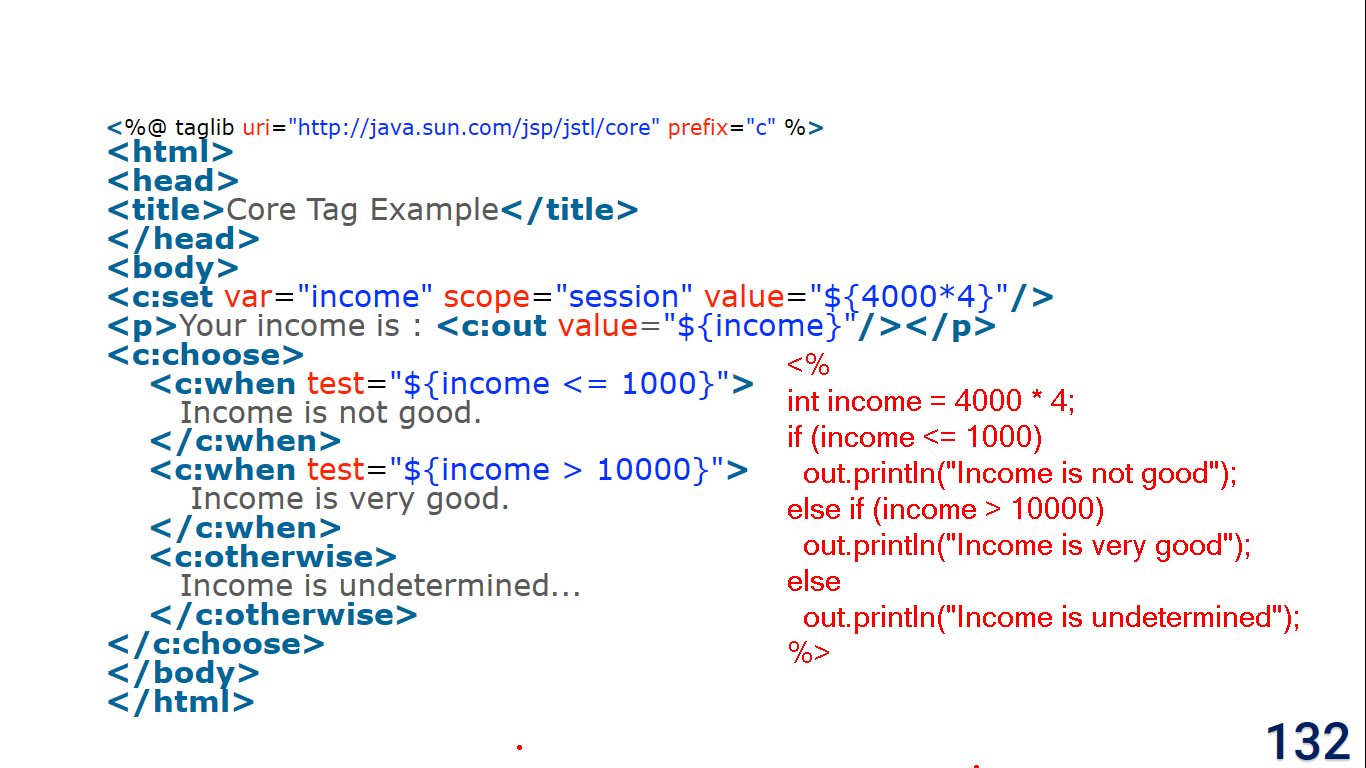 <%@ taglib uri="http://java.sun.com/jsp/jstl/core" prefix="c" %>
<html>
<head>
<title>Core Tag Example</title>
</head>
<body>
<c:set var="income" scope="session" value="${4000*4}"/>
<p>Your income is : <c:out value="${income}"/></p>
<c:choose>
<c:when test="${income <= 1000}">
Income is not good.
</c:when>
<c:when test="${income > 10000}">
Income is very good.
</c:when>
<c:otherwise>
Income is undetermined...
</c:otherwise>
</c:choose>
</body>
</html>
<%
int income = 4000 * 4;
if (income <= 1000)
out.println("Income is not good");
else if (income > 10000)
out.println("Income is very good");
else
out.println("Income is undetermined");
%>
132